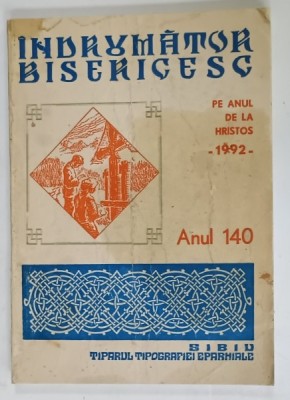 ÎNDRUMĂTOR
BISERICESC
PE ANUL
DE LA
HRISTOS
-1992-
Anul 140
SIBIU
TIPARUL TIPOGRAFIEI EPARHIALE